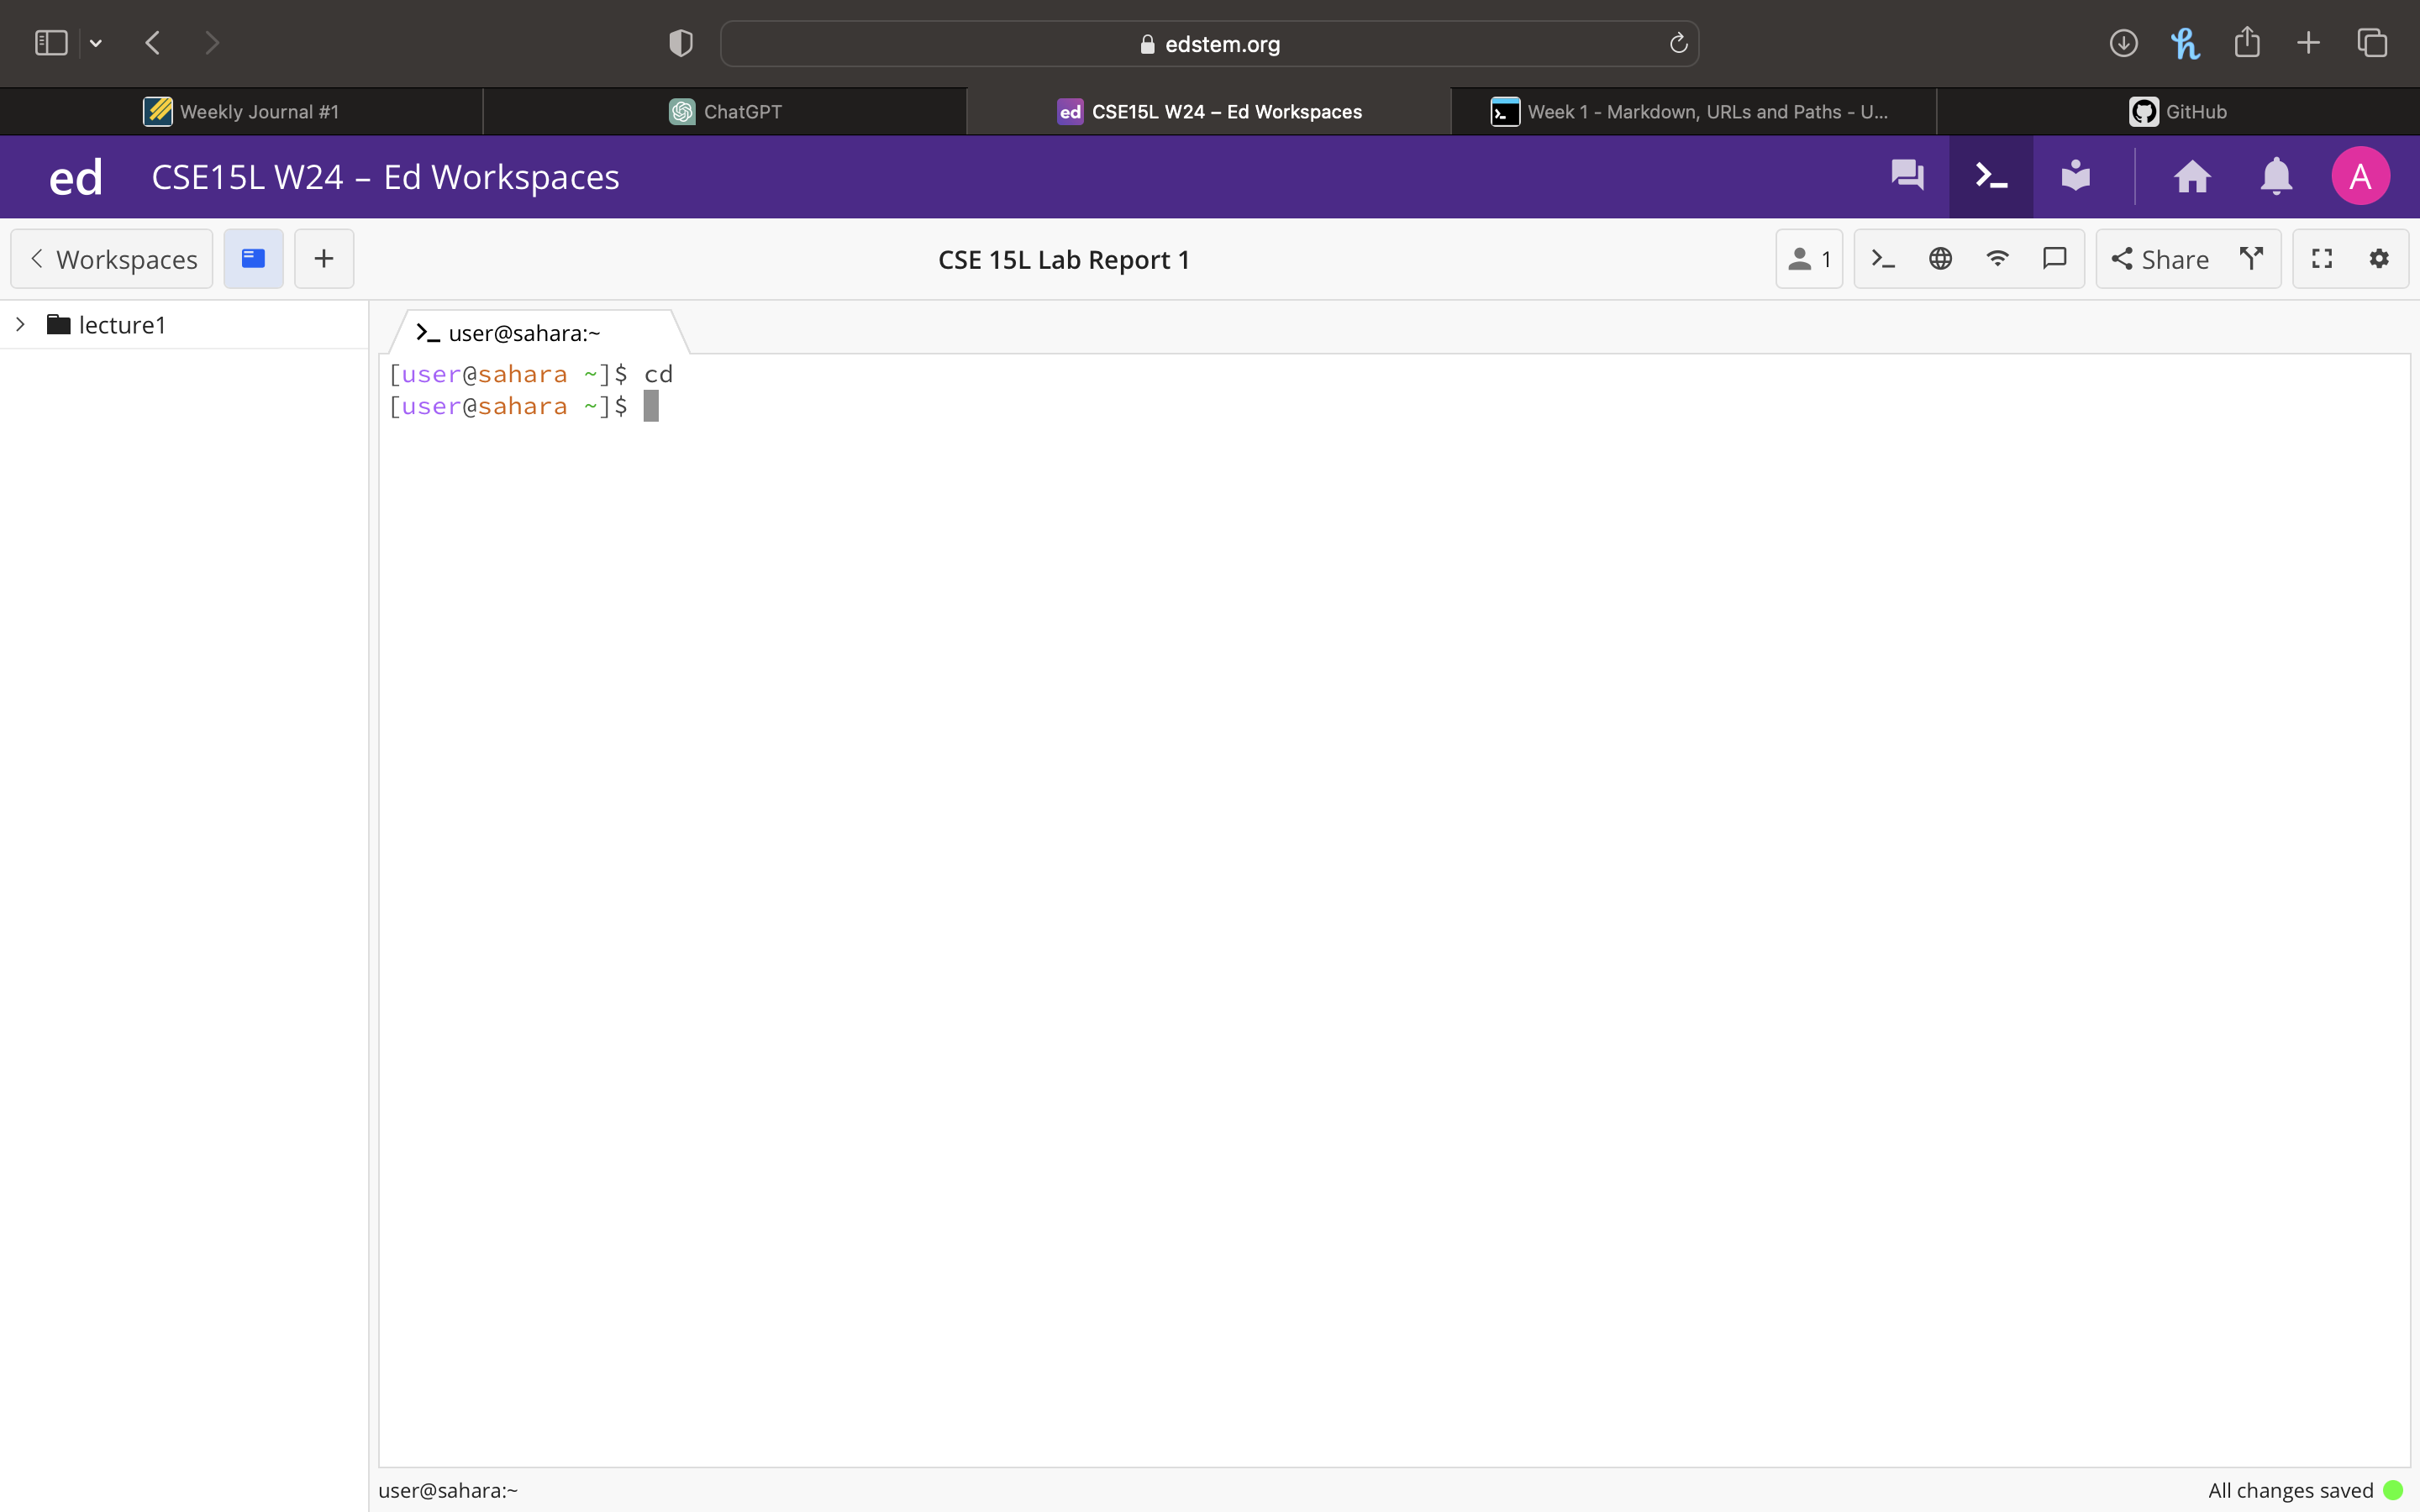 edstem.org
Weekly Journal #1
ChatGPT
ed CSE15L W24 – Ed Workspaces
Week 1 - Markdown, URLs and Paths - U...
GitHub
ed CSE15L W24 – Ed Workspaces
A
Workspaces
CSE 15L Lab Report 1
1
Share
lecture1
user@sahara:~
[user@sahara ~]$ cd
[user@sahara ~]$
user@sahara:~
All changes saved